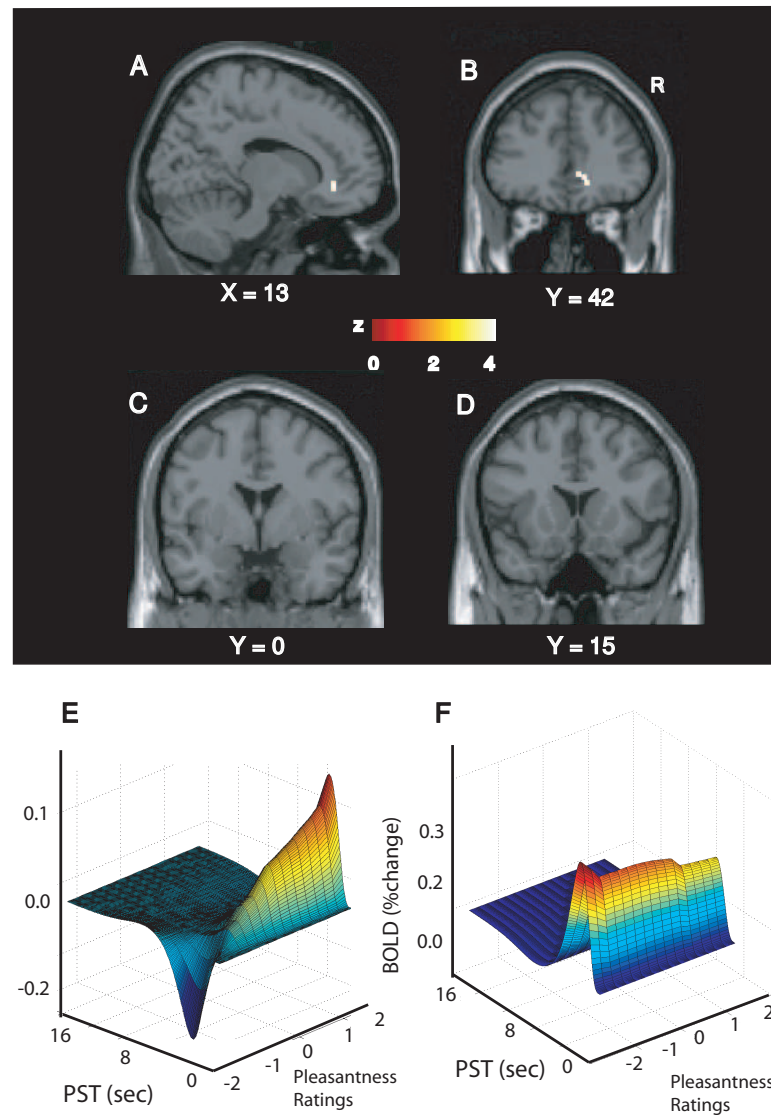 A
B
R
X = 13
Y = 42
z
0 2 4
C
D
Y = 0
Y = 15
E
F
0.1
0.0
-0.2
16
8
0
PST (sec)
-2
-1
0
1
2
Pleasantness
Ratings
BOLD (%change)
0.3
0.2
0.0
16
8
0
PST (sec)
-2
-1
0
1
2
Pleasantness
Ratings